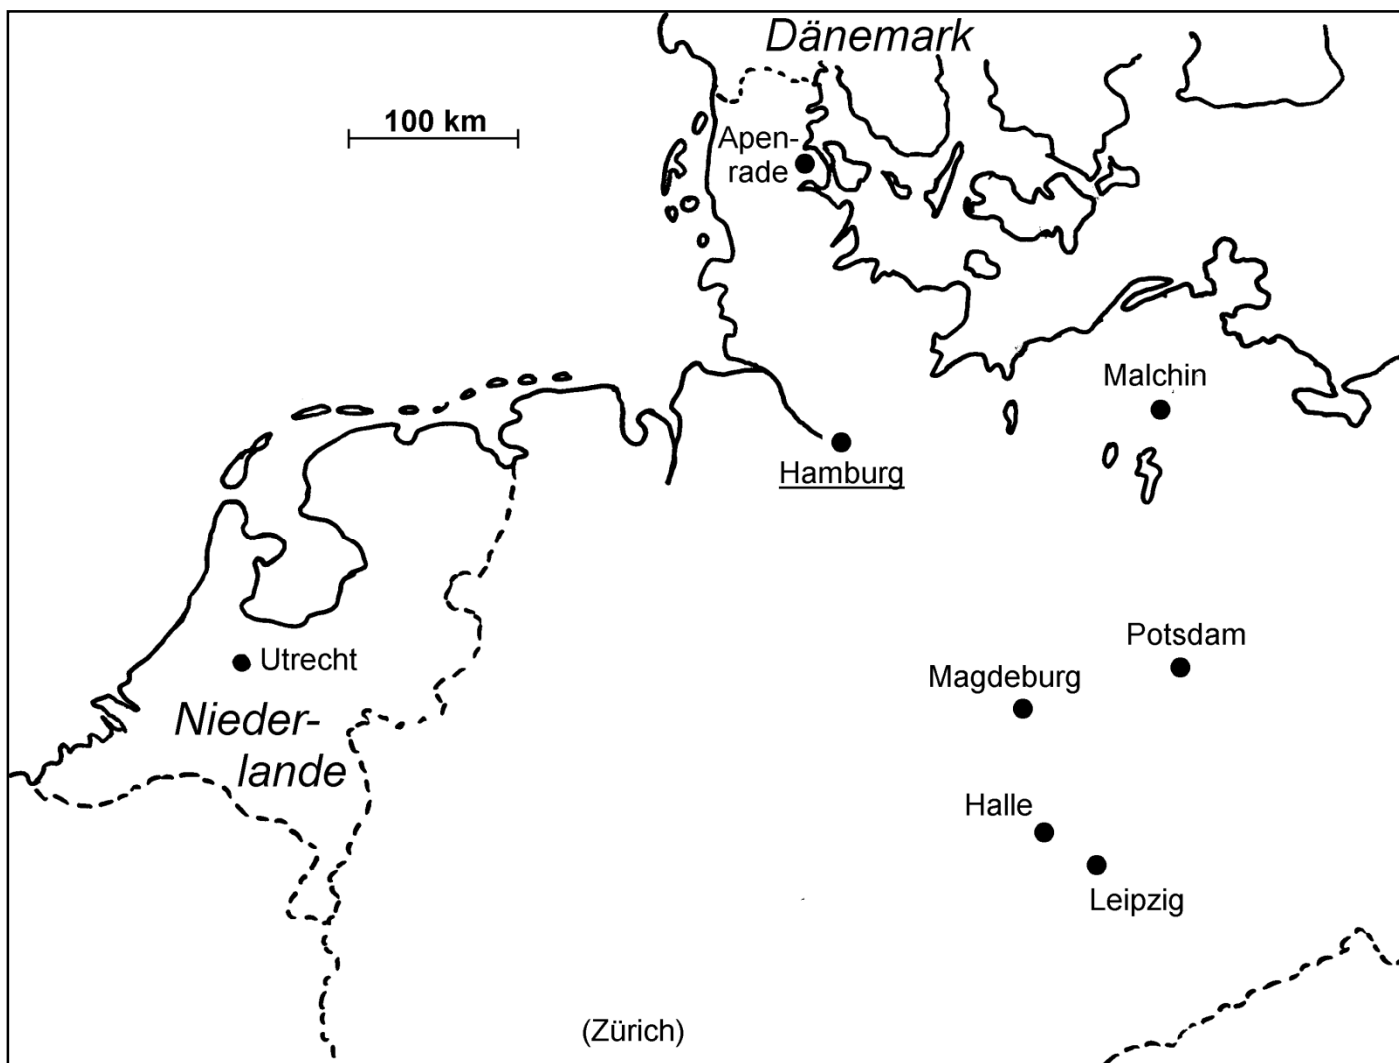 Dänemark
100 km
Apen-
rade
Malchin
Hamburg
Utrecht
Potsdam
Magdeburg
Nieder-
lande
Halle
Leipzig
(Zürich)